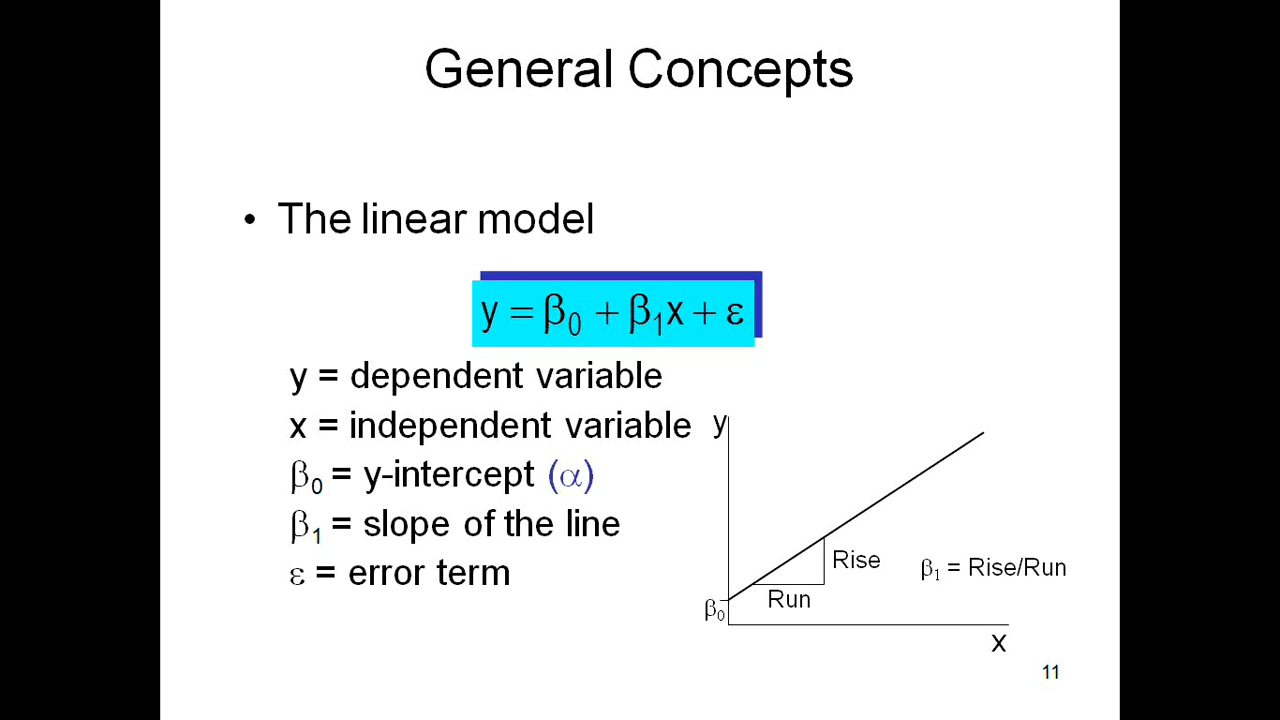 General Concepts
• The linear model
y = β₀ + β₁x + ε
y = dependent variable
x = independent variable
β₀ = y-intercept (α)
β₁ = slope of the line
ε = error term
y
Rise
β₁ = Rise/Run
Run
β₀
x
11